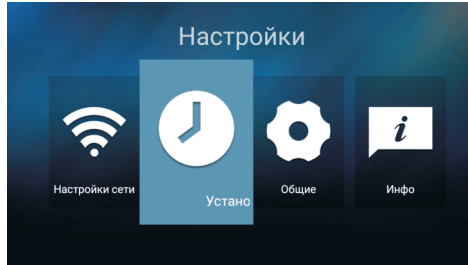 Настройки
Настройки сети
Устано
Общие
Инфо